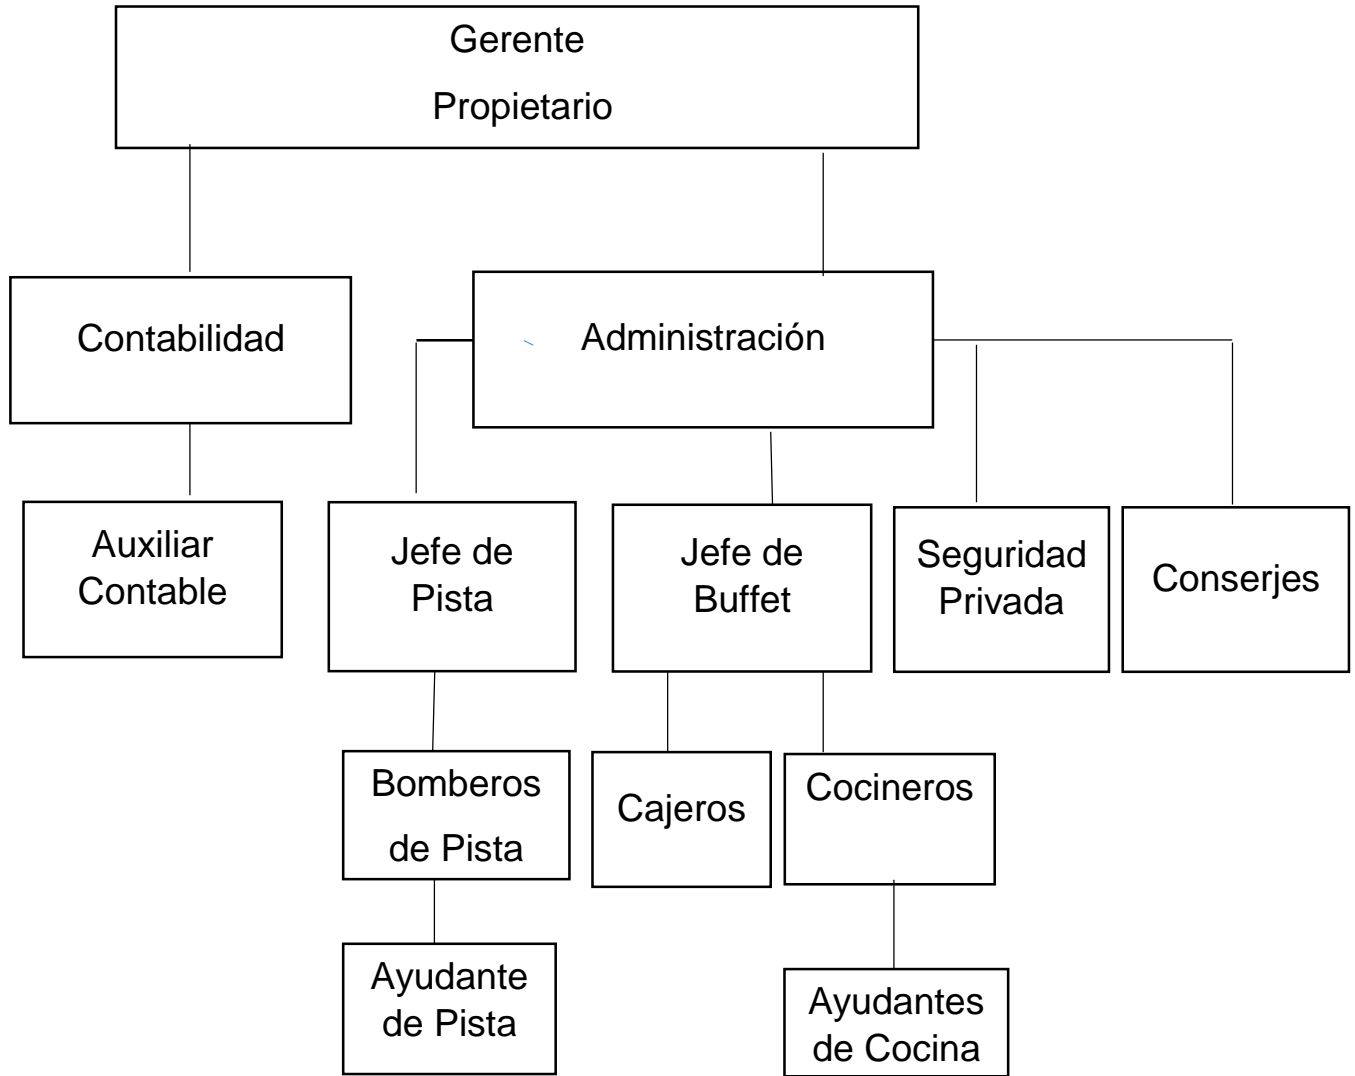 Gerente
Propietario
Contabilidad
Administración
Auxiliar
Contable
Jefe de
Pista
Jefe de
Buffet
Seguridad
Privada
Conserjes
Bomberos
de Pista
Cajeros
Cocineros
Ayudante
de Pista
Ayudantes
de Cocina